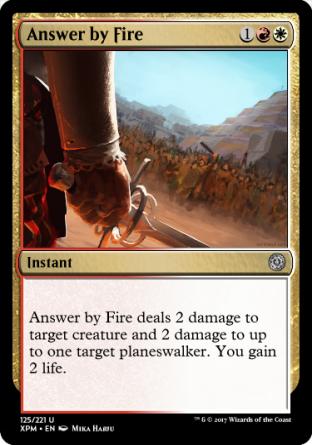 Answer by Fire 1
Instant
Answer by Fire deals 2 damage to
target creature and 2 damage to up
to one target planeswalker. You gain
2 life.
125/221 U
XPM • EN MIKA HARJU ™ & © 2017 Wizards of the Coast